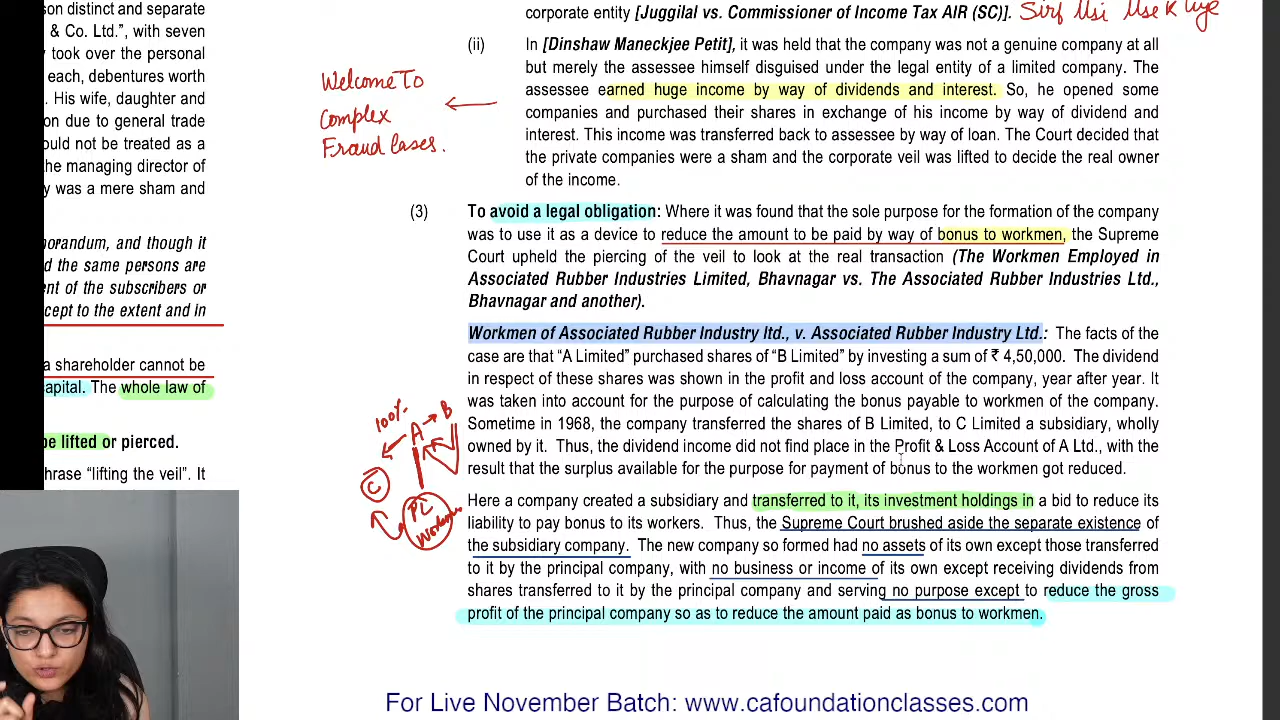 son distinct and separate
& Co. Ltd.", with seven
took over the personal
each, debentures worth
. His wife, daughter and
on due to general trade
ould not be treated as a
the managing director of
y was a mere sham and
morandum, and though it
d the same persons are
ent of the subscribers or
cept to the extent and in
a shareholder cannot be
capital. The whole law of
be lifted or pierced.
phrase "lifting the veil". It
corporate entity [Juggilal vs. Commissioner of Income Tax AIR (SC)].
Sirf Usi Use k liye
(ii) In [Dinshaw Maneckjee Petit], it was held that the company was not a genuine company at all
but merely the assessee himself disguised under the legal entity of a limited company. The
assessee earned huge income by way of dividends and interest. So, he opened some
companies and purchased their shares in exchange of his income by way of dividend and
interest. This income was transferred back to assessee by way of loan. The Court decided that
the private companies were a sham and the corporate veil was lifted to decide the real owner
of the income.
Welcome To
Complex
Fraud Cases.
(3) To avoid a legal obligation: Where it was found that the sole purpose for the formation of the company
was to use it as a device to reduce the amount to be paid by way of bonus to workmen, the Supreme
Court upheld the piercing of the veil to look at the real transaction (The Workmen Employed in
Associated Rubber Industries Limited, Bhavnagar vs. The Associated Rubber Industries Ltd.,
Bhavnagar and another).
Workmen of Associated Rubber Industry ltd., v. Associated Rubber Industry Ltd.: The facts of the
case are that "A Limited" purchased shares of "B Limited" by investing a sum of ₹ 4,50,000. The dividend
in respect of these shares was shown in the profit and loss account of the company, year after year. It
was taken into account for the purpose of calculating the bonus payable to workmen of the company.
Sometime in 1968, the company transferred the shares of B Limited, to C Limited a subsidiary, wholly
owned by it. Thus, the dividend income did not find place in the Profit & Loss Account of A Ltd., with the
result that the surplus available for the purpose for payment of bonus to the workmen got reduced.
100%
A
B
C
PL
Workmen
Here a company created a subsidiary and transferred to it, its investment holdings in a bid to reduce its
liability to pay bonus to its workers. Thus, the Supreme Court brushed aside the separate existence of
the subsidiary company. The new company so formed had no assets of its own except those transferred
to it by the principal company, with no business or income of its own except receiving dividends from
shares transferred to it by the principal company and serving no purpose except to reduce the gross
profit of the principal company so as to reduce the amount paid as bonus to workmen.
For Live November Batch: www.cafoundationclasses.com